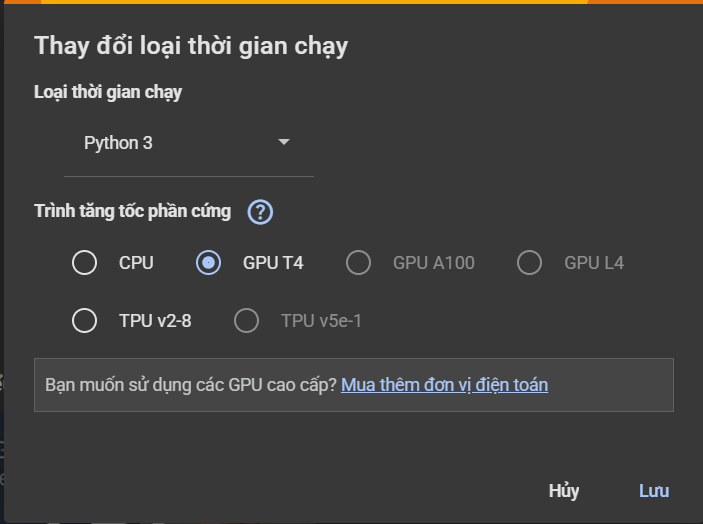 Thay đổi loại thời gian chạy
Loại thời gian chạy
Python 3
Trình tăng tốc phần cứng ?
CPU GPU T4 GPU A100 GPU L4
TPU v2-8 TPU v5e-1
Bạn muốn sử dụng các GPU cao cấp? Mua thêm đơn vị điện toán
Hủy Lưu